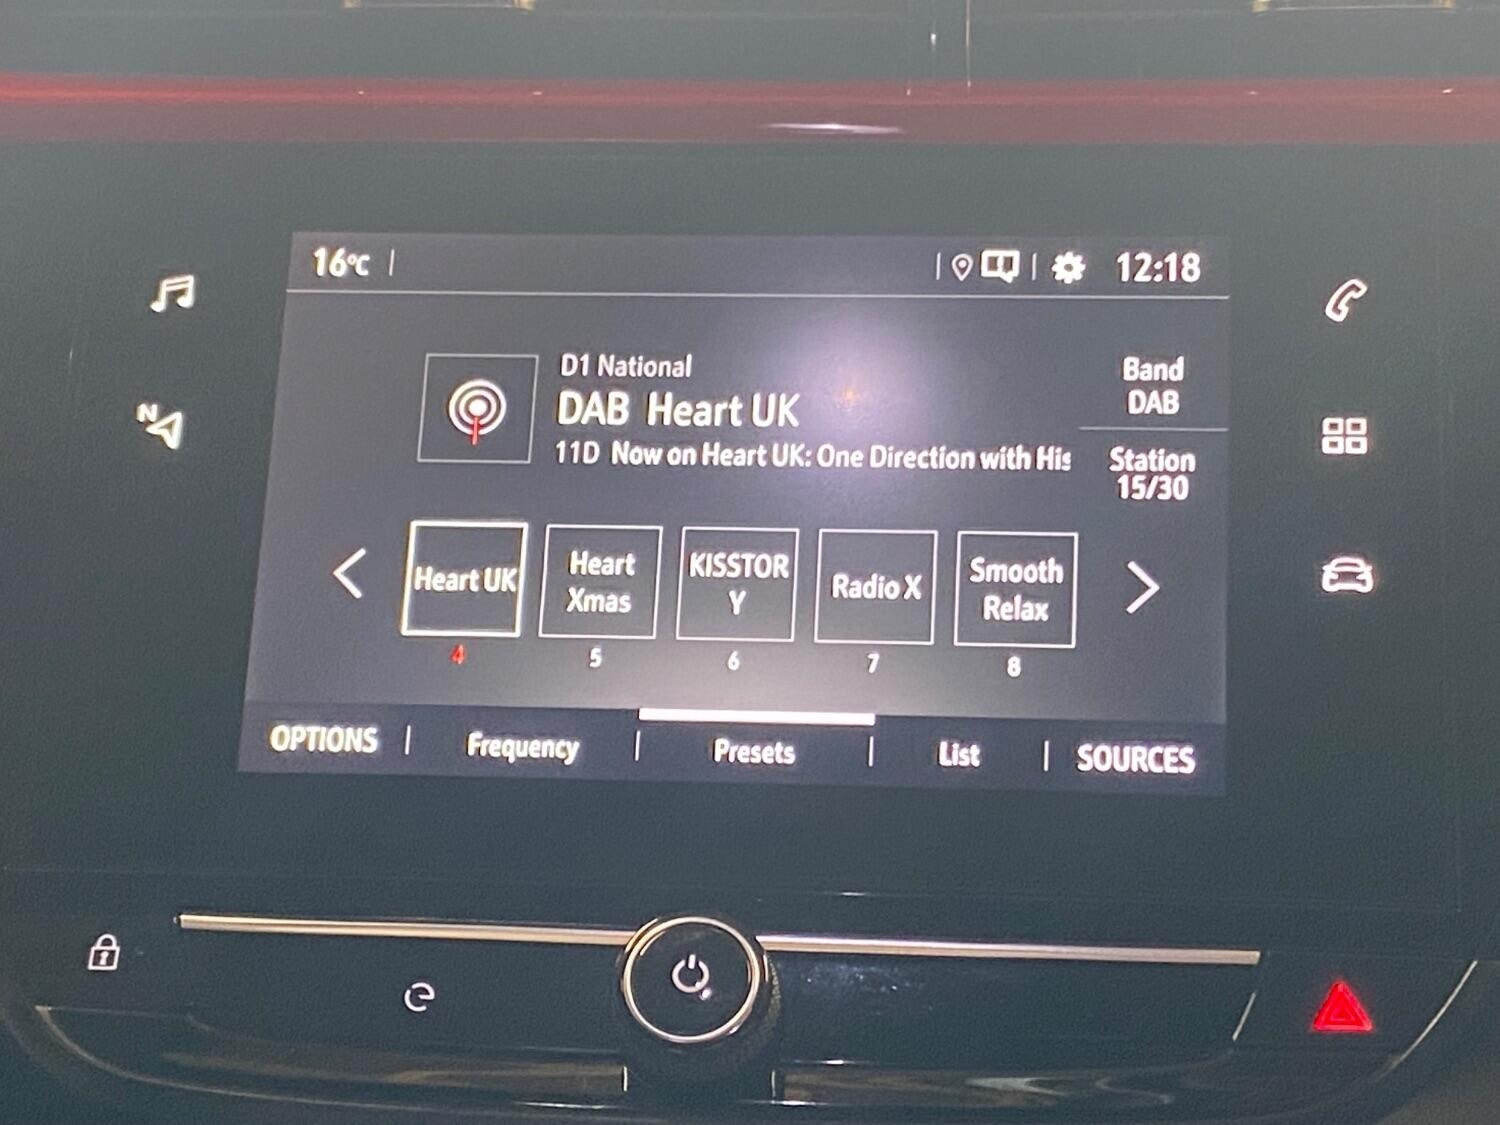 16°C
12:18
N
D1 National
DAB Heart UK
11D Now on Heart UK: One Direction with His
Band
DAB
Station
15/30
Heart UK
Heart
Xmas
KISSTOR
Y
Radio X
Smooth
Relax
4
5
6
7
8
OPTIONS
Frequency
Presets
List
SOURCES